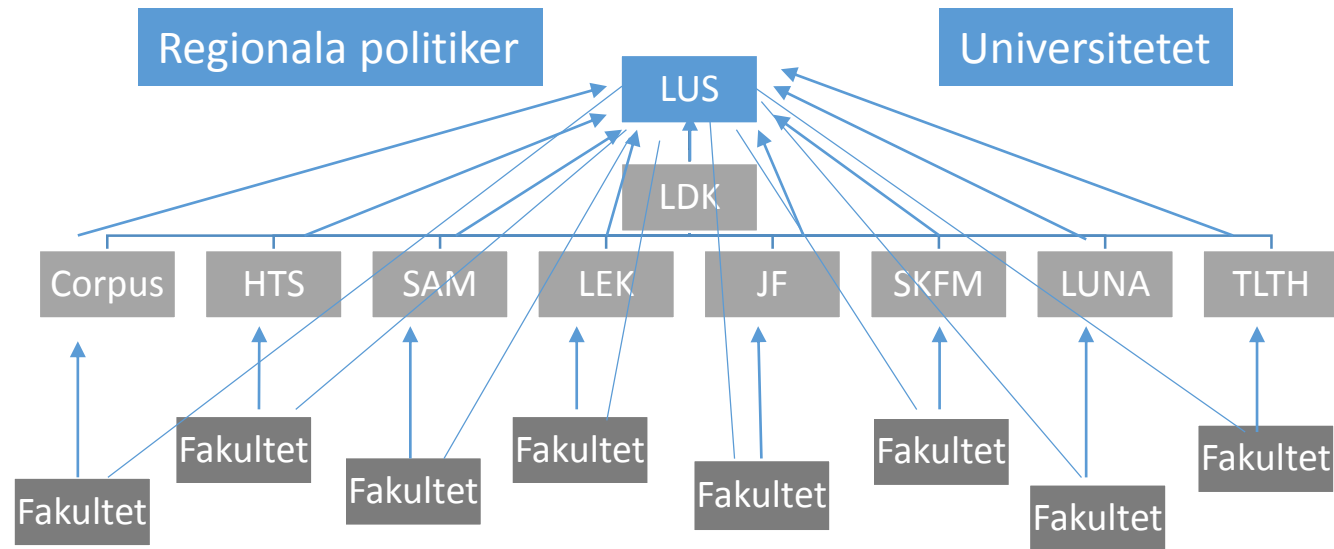 Regionala politiker
Universitetet
LUS
LDK
Corpus
HTS
SAM
LEK
JF
SKFM
LUNA
TLTH
Fakultet
Fakultet
Fakultet
Fakultet
Fakultet
Fakultet
Fakultet
Fakultet